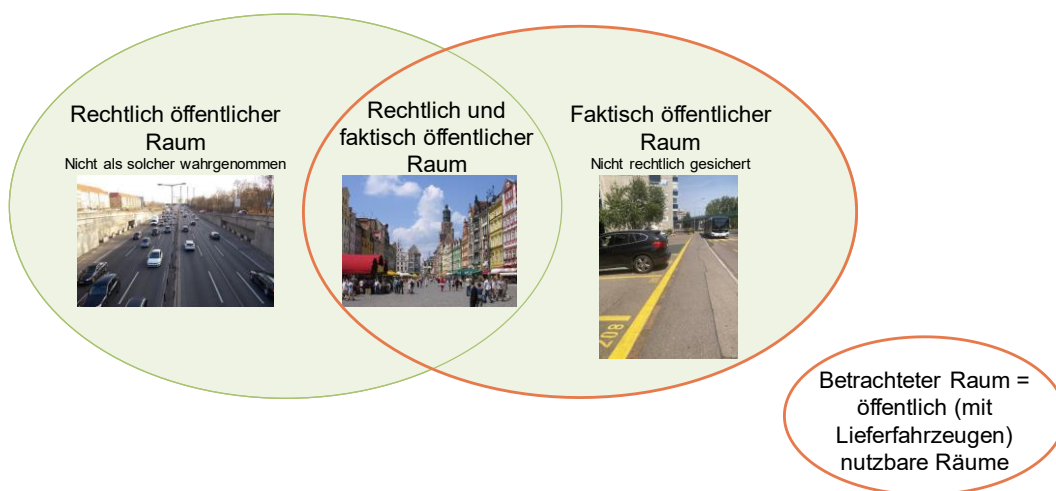 Rechtlich öffentlicher
Raum
Nicht als solcher wahrgenommen
Rechtlich und
faktisch öffentlicher
Raum
Faktisch öffentlicher
Raum
Nicht rechtlich gesichert
807
Betrachteter Raum =
öffentlich (mit
Lieferfahrzeugen)
nutzbare Räume